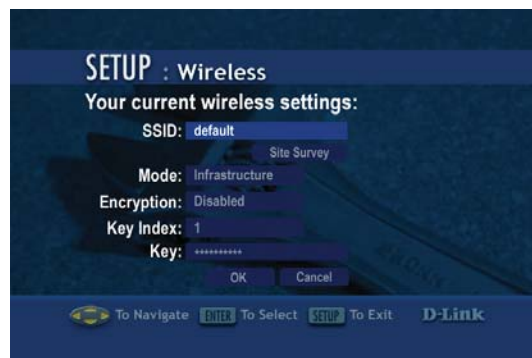 SETUP : Wireless
Your current wireless settings:
SSID: default
Site Survey
Mode: Infrastructure
Encryption: Disabled
Key Index: 1
Key: **********
OK Cancel
To Navigate ENTER To Select SETUP To Exit D-Link